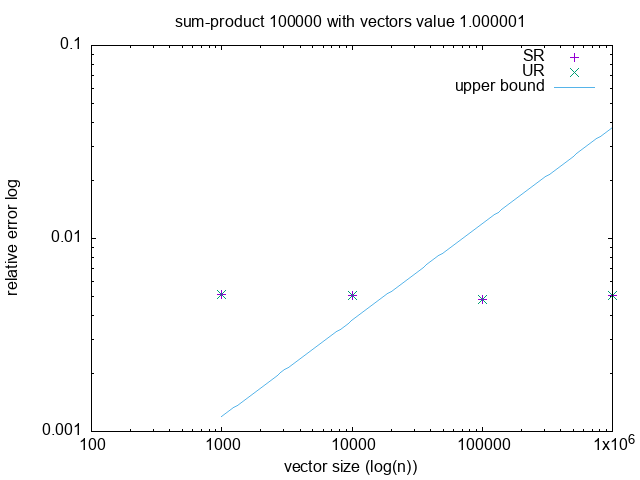 sum-product 100000 with vectors value 1.000001
SR
UR
upper bound
relative error log
0.1
0.01
0.001
100
1000
10000
100000
1x10^6
vector size (log(n))